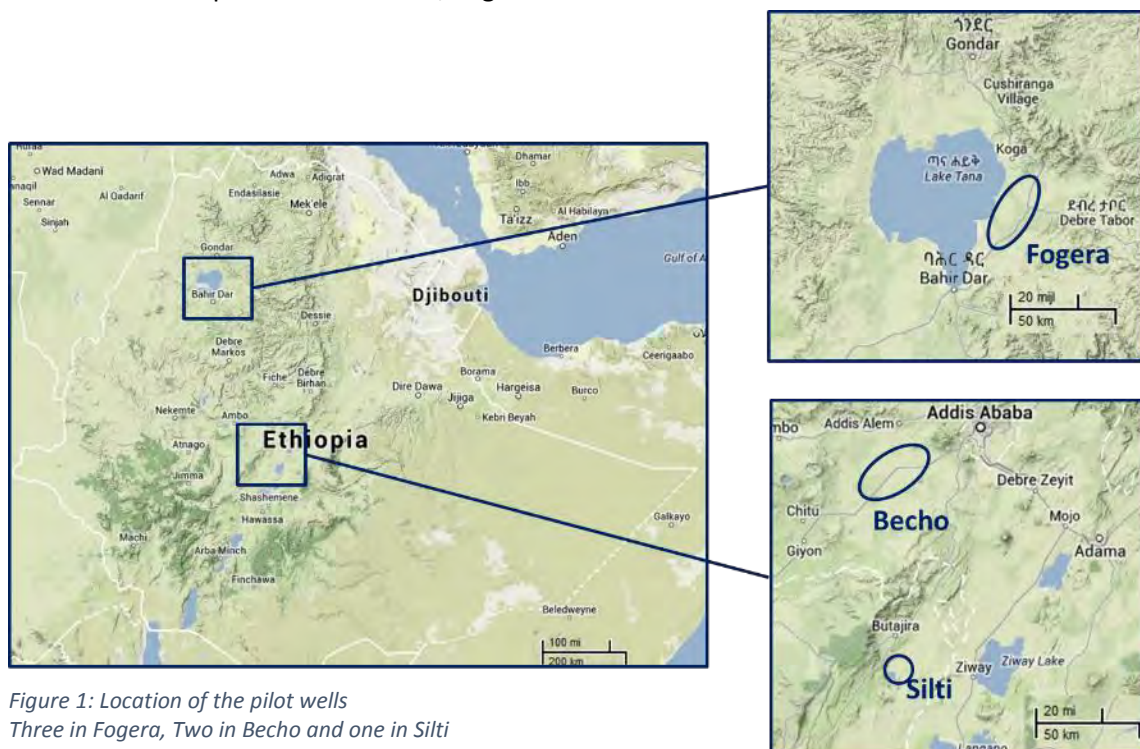 Wad Madani
Sennar
Sinjah
Al Qadarif
Adwa
Adigrat
Endasilasie
Mek'ele
Gondar
Bahir Dar
Dessie
Debre
Markos
Fiche
Debre
Birhan
Nekemte
Ambo
Ethiopia
Atnago
Jimma
Shashemene
Hawassa
Machi
Arba Minch
Finchawa
Dhamar
Ibb
Ta'izz
Al Habilayn
Aden
Gulf of A
Djibouti
Berbera
Ceerigaabo
Borama
Dire Dawa
Hargeisa
Burco
Jijiga
Kebri Beyah
Galkayo
Beledweyne
100 mi
200 km
ጎንደር
Gondar
Cushiranga
Village
Koga
ጣና ሐይቅ
Lake Tana
ደብረ ታቦር
Debre Tabor
Fogera
ባሕር ዳር
Bahir Dar
20 mijl
50 km
Addis Ababa
mbo
Addis Alem
Debre Zeyit
Chitu
Becho
Mojo
Giyon
Adama
Butajira
Ziway
Ziway Lake
Silti
20 mi
50 km
Langano
Figure 1: Location of the pilot wells
Three in Fogera, Two in Becho and one in Silti